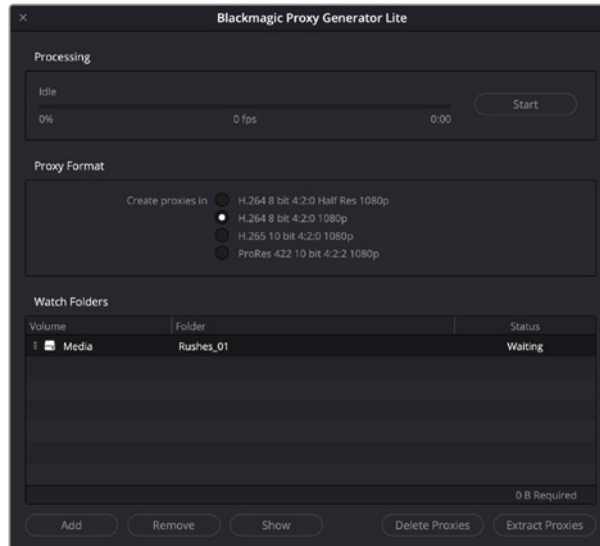 Blackmagic Proxy Generator Lite
Processing
Idle
0% 0 fps 0:00
Start
Proxy Format
Create proxies in H.264 8 bit 4:2:0 Half Res 1080p
H.264 8 bit 4:2:0 1080p
H.265 10 bit 4:2:0 1080p
ProRes 422 10 bit 4:2:2 1080p
Watch Folders
Volume Folder Status
Media Rushes_01 Waiting
0 B Required
Add Remove Show Delete Proxies Extract Proxies